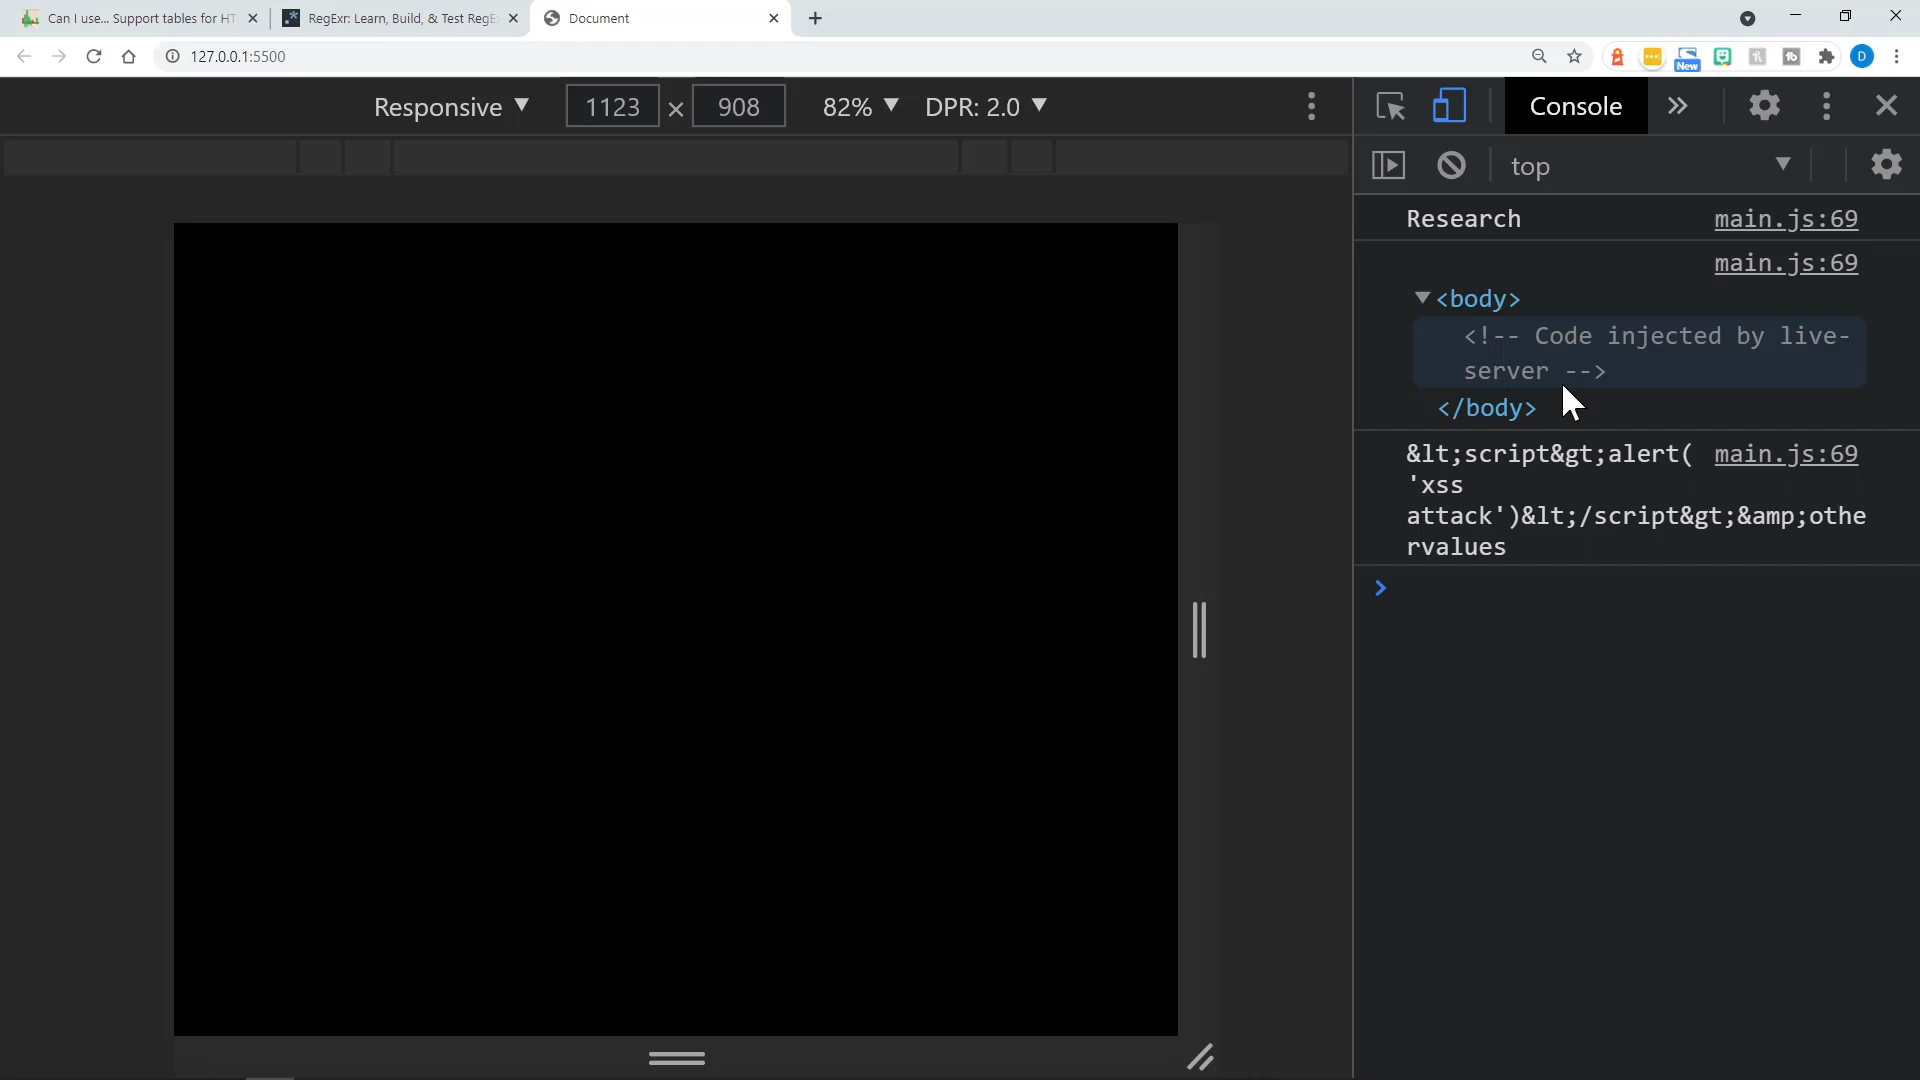 Can I use... Support tables for HT
RegExr: Learn, Build, & Test RegE
Document
127.0.0.1:5500
New
D
Responsive
1123
×
908
82%
DPR: 2.0
Console
top
Research
main.js:69
main.js:69
<body>
<!-- Code injected by live-
server -->
</body>
&lt;script&gt;alert(
main.js:69
'xss
attack')&lt;/script&gt;&amp;othe
rvalues